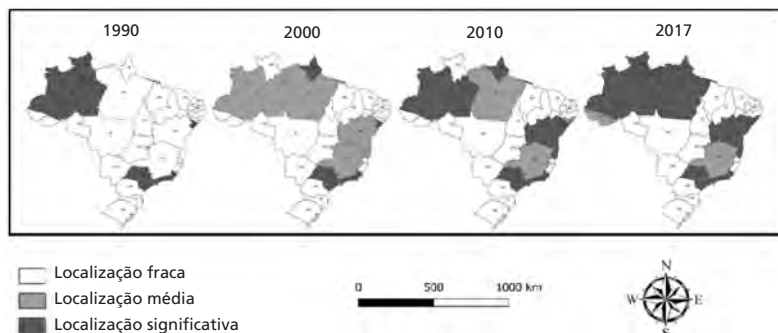 1990 2000 2010 2017
Localização fraca
Localização média
Localização significativa
0 500 1000 km
N
W E
S